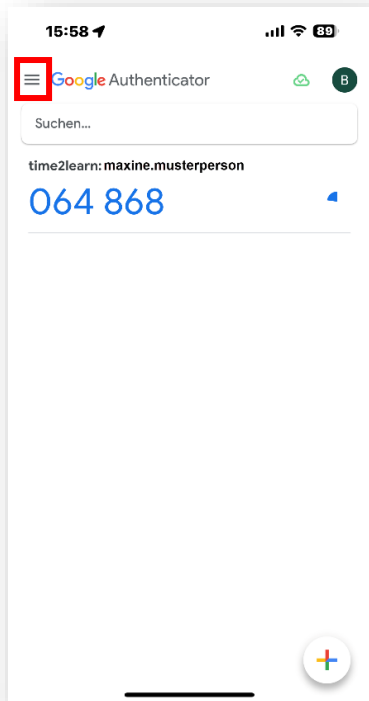 15:58
89
Google Authenticator
B
Suchen...
time2learn: maxine.musterperson
064 868